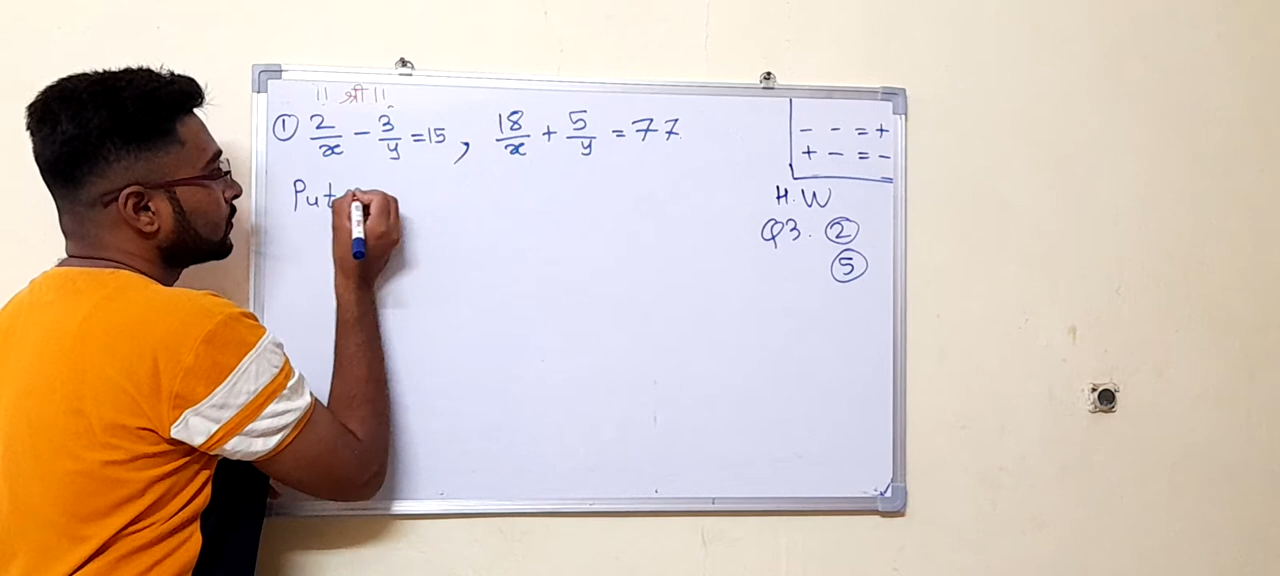 !! श्री !!
① 2/x - 3/y = 15, 18/x + 5/y = 77.
Put
- - = +
+ - = -
H.W
Q3. ②
⑤